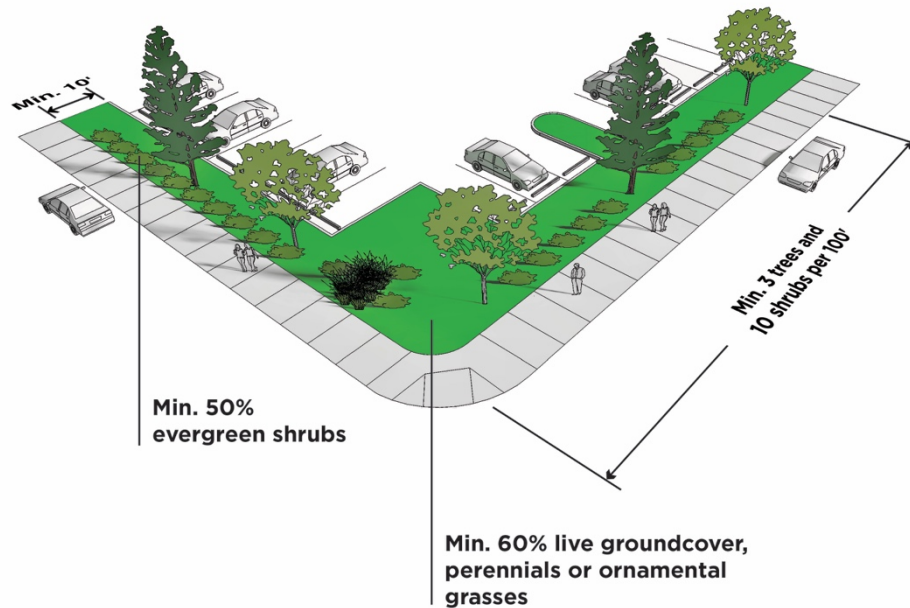 Min. 10'
Min. 3 trees and
10 shrubs per 100'
Min. 50%
evergreen shrubs
Min. 60% live groundcover,
perennials or ornamental
grasses